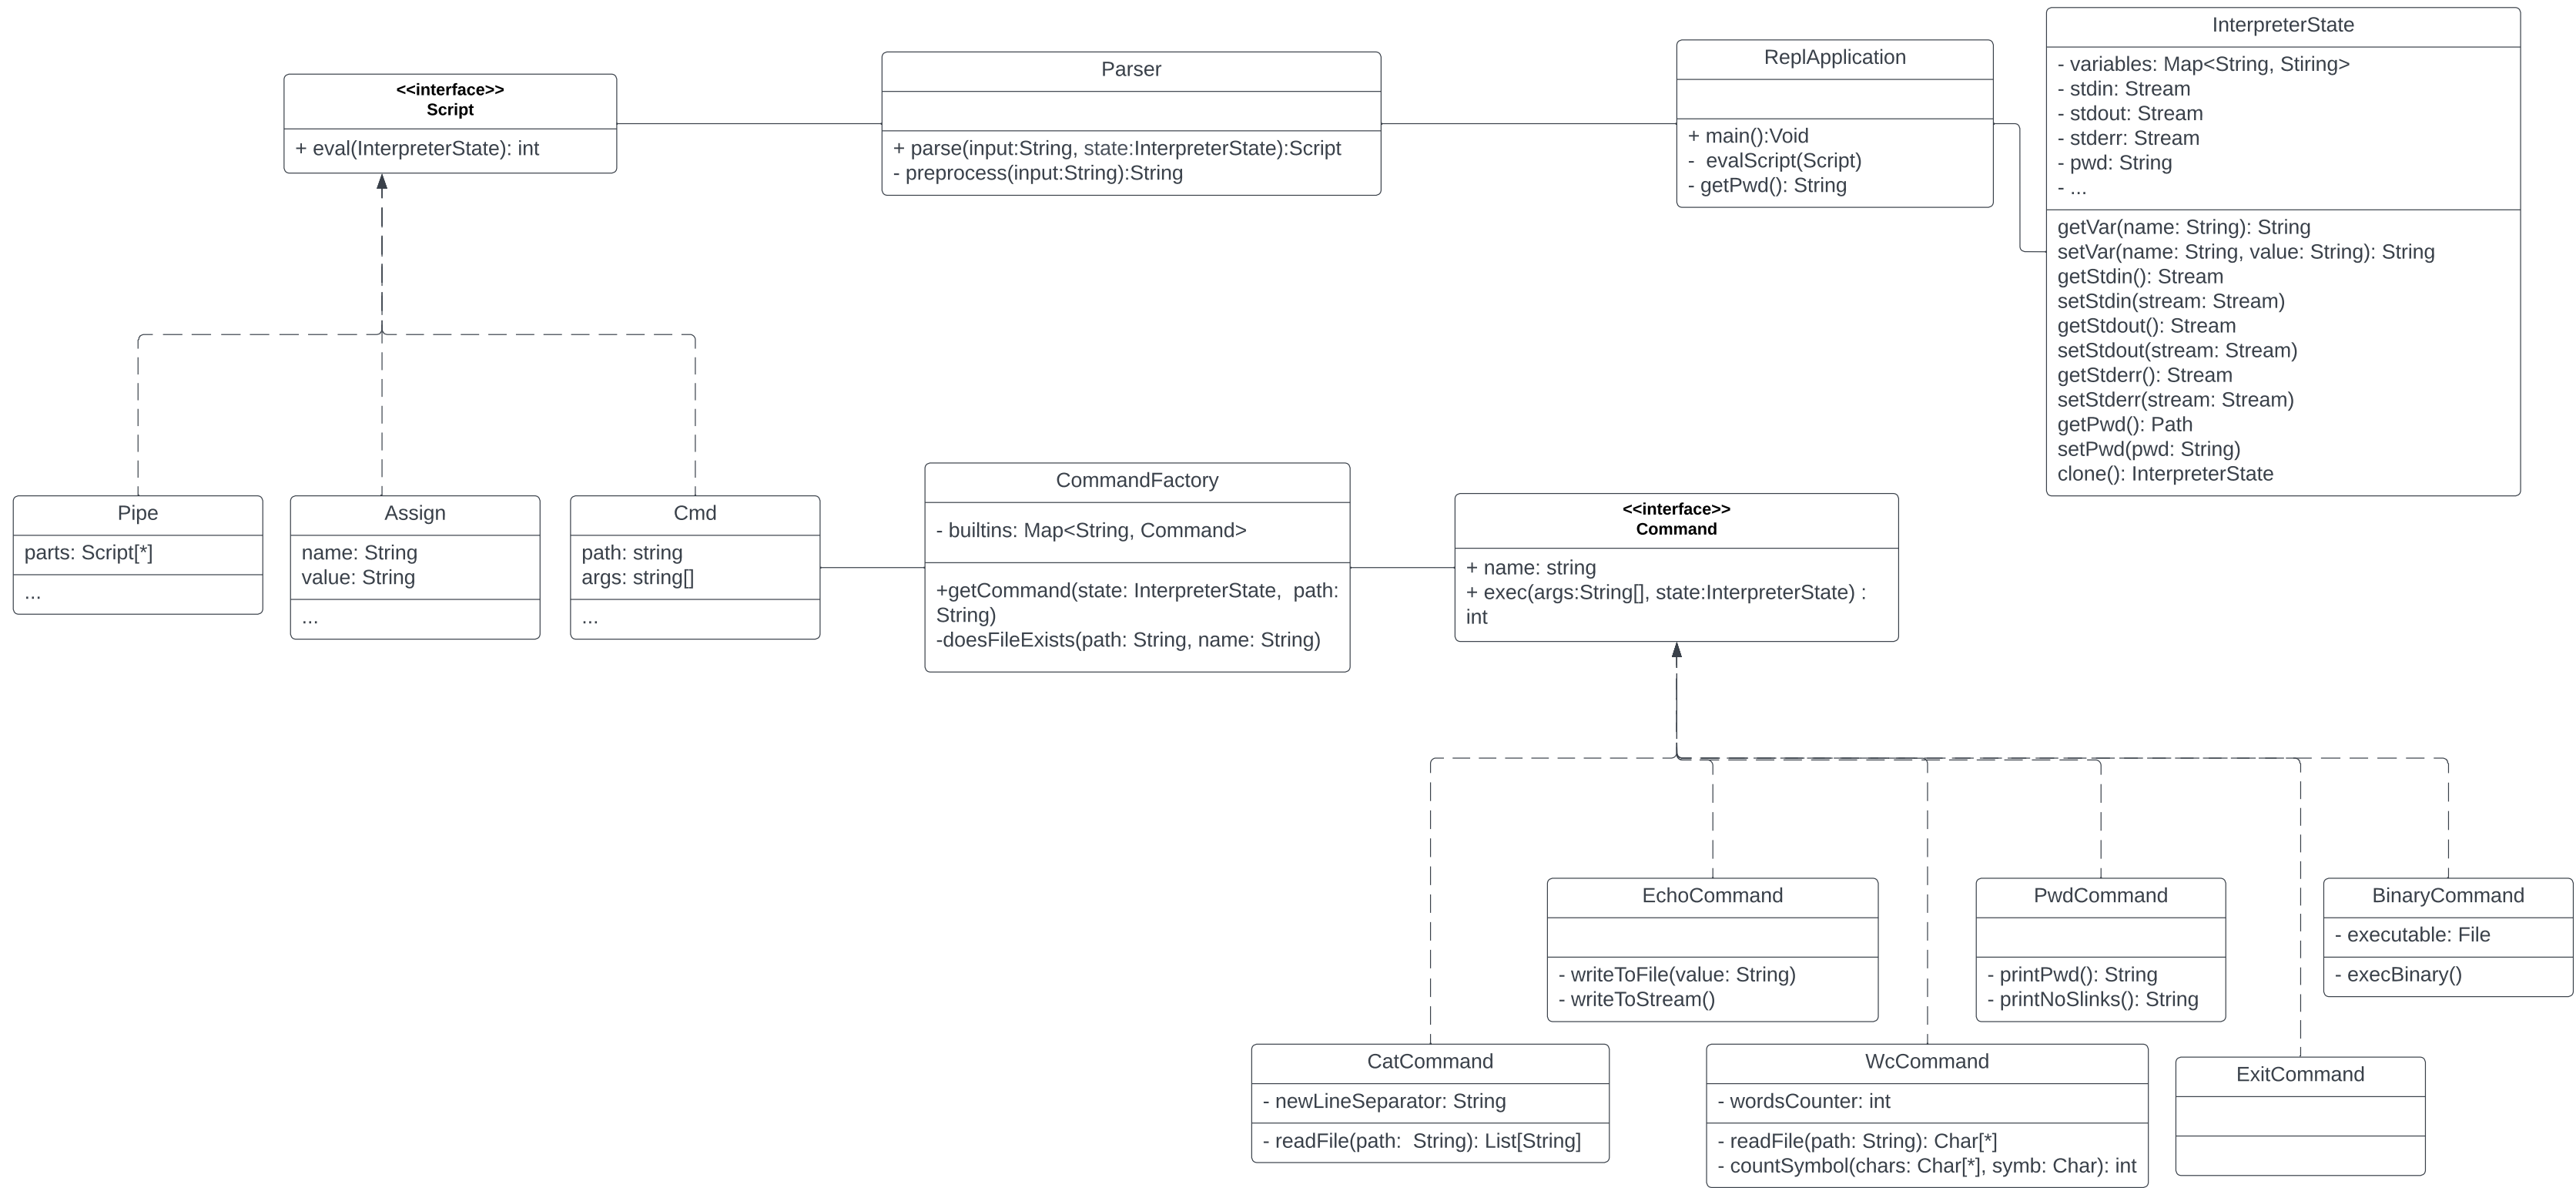 <<interface>>
Script
+ eval(InterpreterState): int
Parser
+ parse(input:String, state:InterpreterState):Script
- preprocess(input:String):String
ReplApplication
+ main():Void
-  evalScript(Script)
- getPwd(): String
InterpreterState
- variables: Map<String, Stiring>
- stdin: Stream
- stdout: Stream
- stderr: Stream
- pwd: String
- ...
getVar(name: String): String
setVar(name: String, value: String): String
getStdin(): Stream
setStdin(stream: Stream)
getStdout(): Stream
setStdout(stream: Stream)
getStderr(): Stream
setStderr(stream: Stream)
getPwd(): Path
setPwd(pwd: String)
clone(): InterpreterState
Pipe
parts: Script[*]
...
Assign
name: String
value: String
...
Cmd
path: string
args: string[]
...
CommandFactory
- builtins: Map<String, Command>
+getCommand(state: InterpreterState,  path:
String)
-doesFileExists(path: String, name: String)
<<interface>>
Command
+ name: string
+ exec(args:String[], state:InterpreterState) :
int
EchoCommand
- writeToFile(value: String)
- writeToStream()
PwdCommand
- printPwd(): String
- printNoSlinks(): String
BinaryCommand
- executable: File
- execBinary()
CatCommand
- newLineSeparator: String
- readFile(path:  String): List[String]
WcCommand
- wordsCounter: int
- readFile(path: String): Char[*]
- countSymbol(chars: Char[*], symb: Char): int
ExitCommand